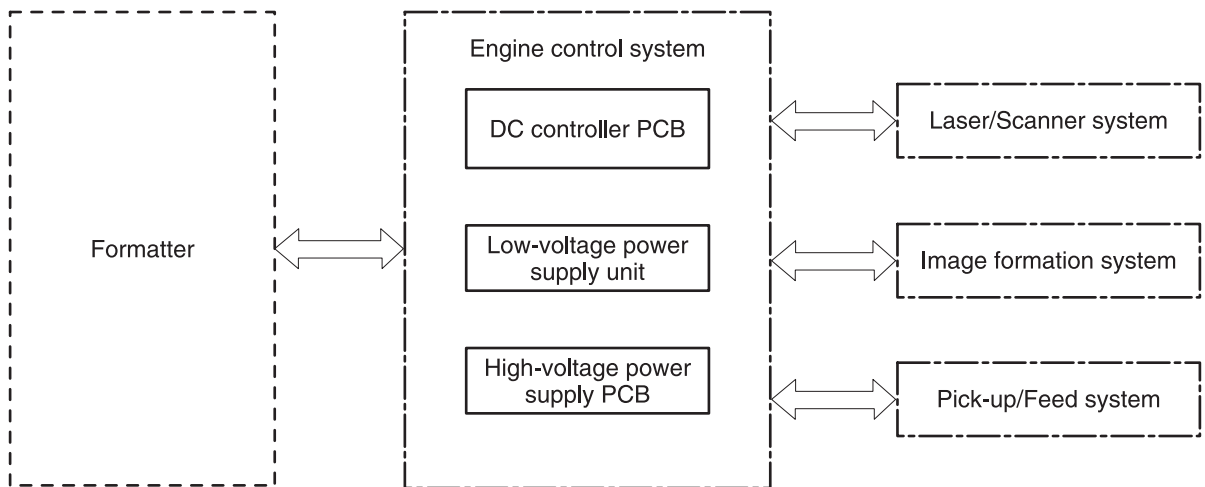 Formatter
Engine control system
DC controller PCB
Low-voltage power
supply unit
High-voltage power
supply PCB
Laser/Scanner system
Image formation system
Pick-up/Feed system